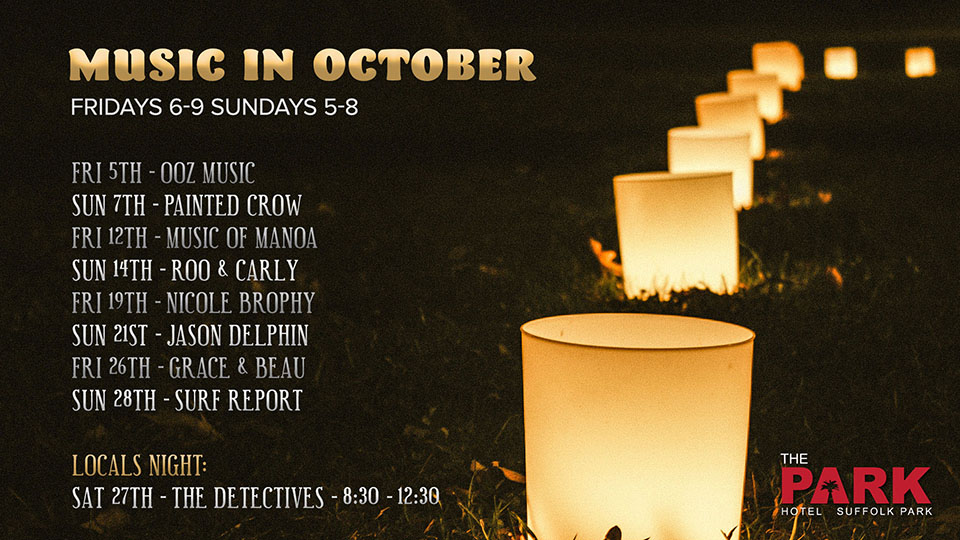 MUSIC IN OCTOBER
FRIDAYS 6-9 SUNDAYS 5-8
FRI 5TH - OOZ MUSIC
SUN 7TH - PAINTED CROW
FRI 12TH - MUSIC OF MANOA
SUN 14TH - ROO & CARLY
FRI 19TH - NICOLE BROPHY
SUN 21ST - JASON DELPHIN
FRI 26TH - GRACE & BEAU
SUN 28TH - SURF REPORT
LOCALS NIGHT:
SAT 27TH - THE DETECTIVES - 8:30 - 12:30
THE
PARK
HOTEL SUFFOLK PARK